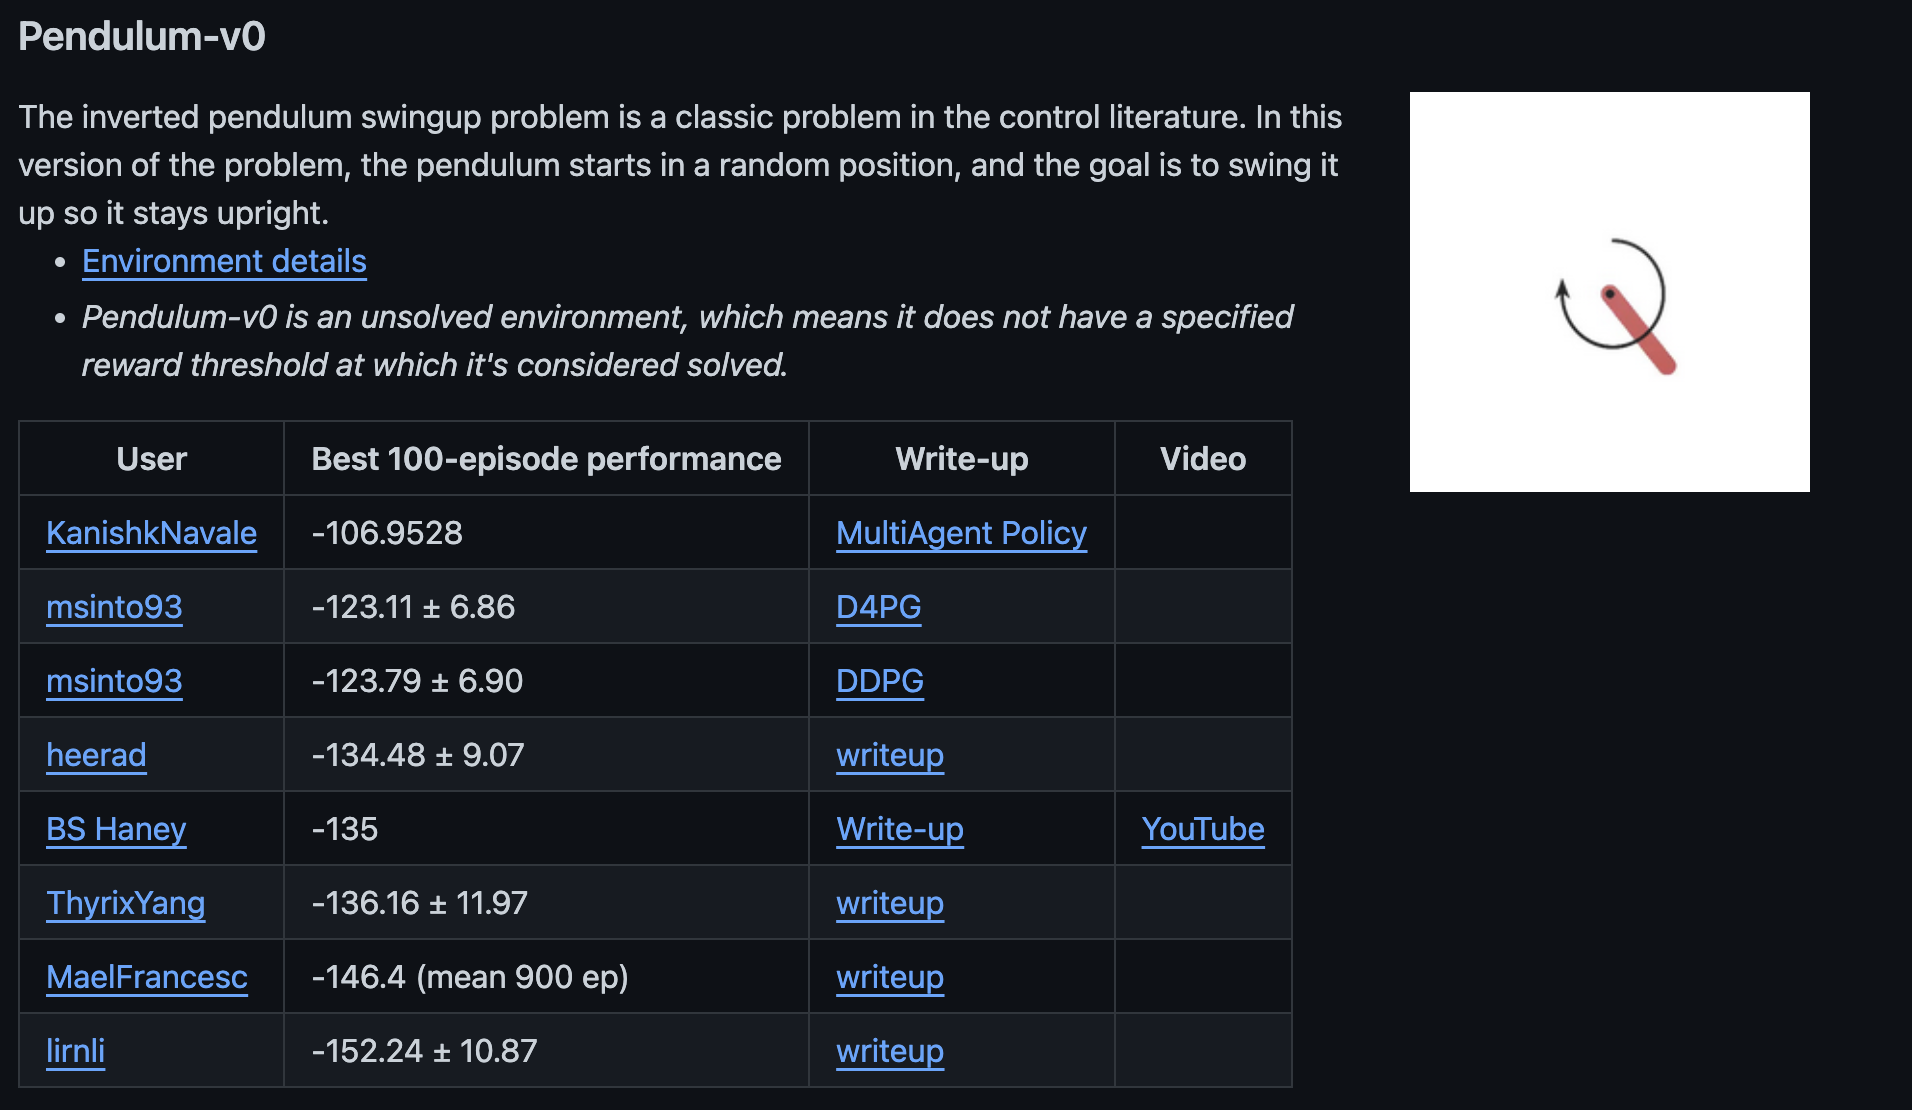 Pendulum-v0
The inverted pendulum swingup problem is a classic problem in the control literature. In this
version of the problem, the pendulum starts in a random position, and the goal is to swing it
up so it stays upright.
• Environment details
• Pendulum-v0 is an unsolved environment, which means it does not have a specified
reward threshold at which it's considered solved.
User Best 100-episode performance Write-up Video
KanishkNavale -106.9528 MultiAgent Policy
msinto93 -123.11 ± 6.86 D4PG
msinto93 -123.79 ± 6.90 DDPG
heerad -134.48 ± 9.07 writeup
BS Haney -135 Write-up YouTube
ThyrixYang -136.16 ± 11.97 writeup
MaelFrancesc -146.4 (mean 900 ep) writeup
lirnli -152.24 ± 10.87 writeup